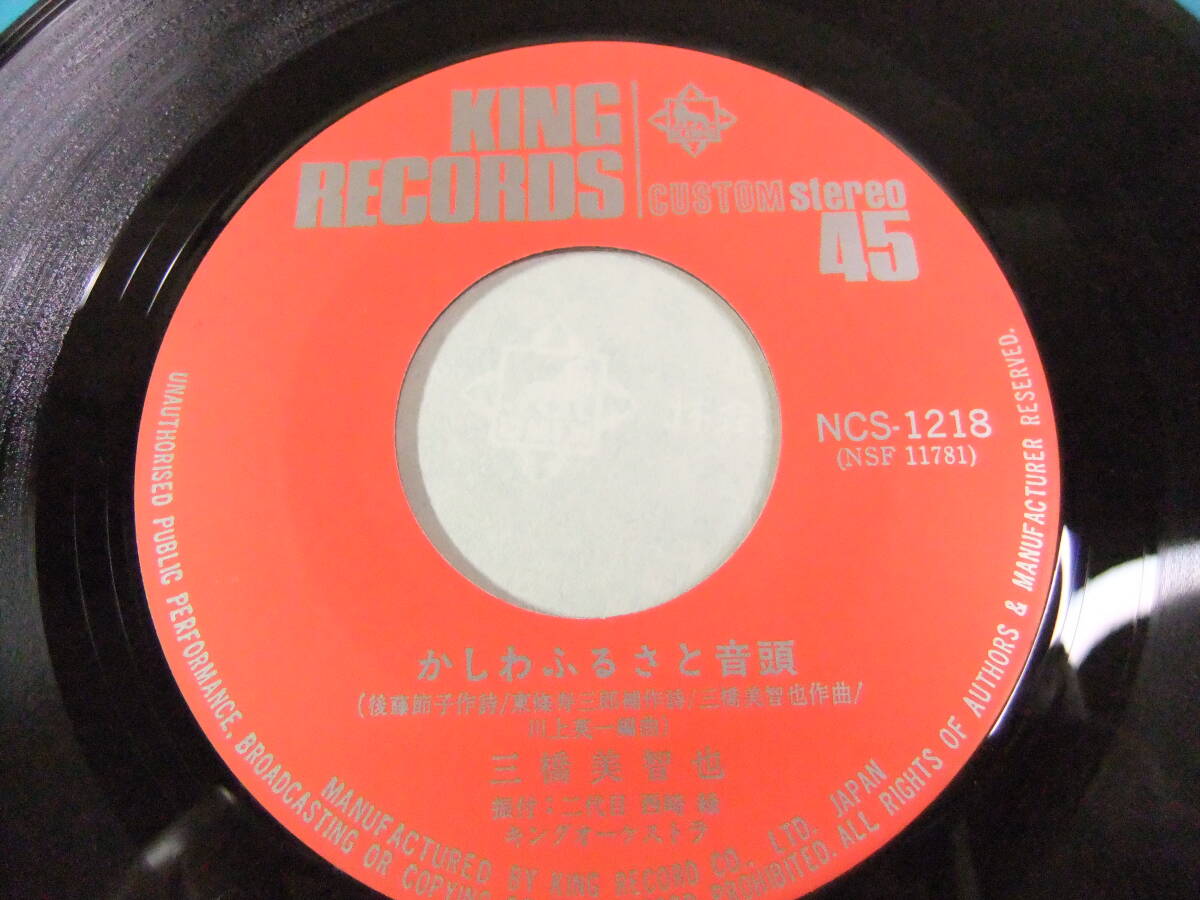 KING
RECORDS
CUSTOM stereo
45
NCS-1218
(NSF 11781)
かしわふるさと音頭
(後藤節子作詩/東條寿三郎補作詩/三橋美智也作曲/
川上英一編曲)
三橋美智也
振付:二代目 西崎 緑
キングオーケストラ
UNAUTHORISED PUBLIC PERFORMANCE, BROADCASTING OR COPYING
PROHIBITED. ALL RIGHTS OF AUTHORS & MANUFACTURER RESERVED.
MANUFACTURED BY KING RECORD CO., LTD. JAPAN